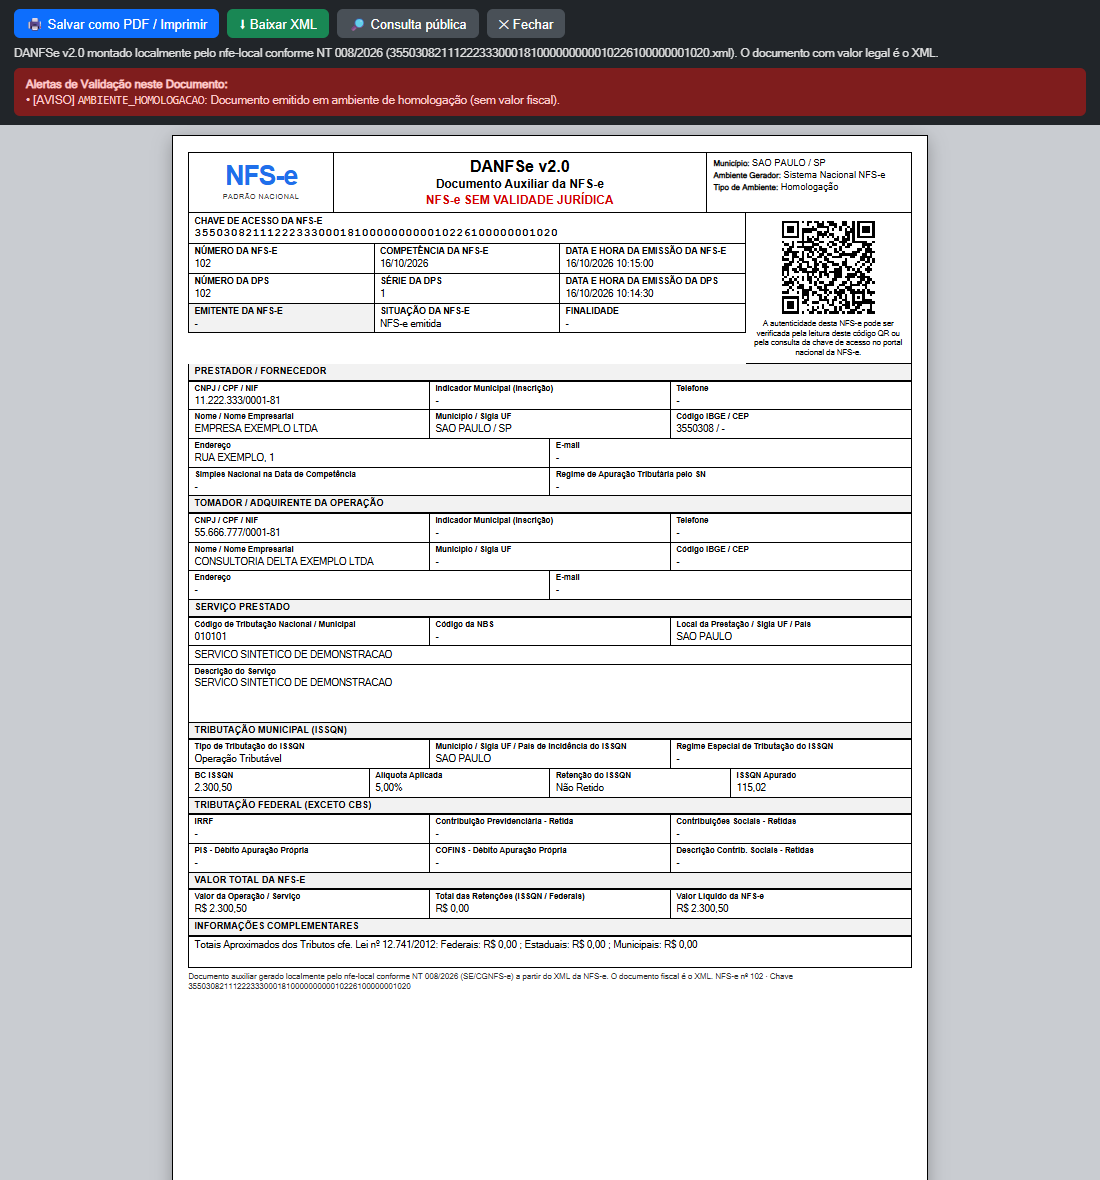 Salvar como PDF / Imprimir
Baixar XML
Consulta pública
Fechar
DANFSe v2.0 montado localmente pelo nfe-local conforme NT 008/2026 (35503082111222333000181000000000010226100000001020.xml). O documento com valor legal é o XML.
Alertas de Validação neste Documento:
• [AVISO] AMBIENTE_HOMOLOGACAO: Documento emitido em ambiente de homologação (sem valor fiscal).
NFS-e
PADRÃO NACIONAL
DANFSe v2.0
Documento Auxiliar da NFS-e
NFS-e SEM VALIDADE JURÍDICA
Município: SAO PAULO / SP
Ambiente Gerador: Sistema Nacional NFS-e
Tipo de Ambiente: Homologação
CHAVE DE ACESSO DA NFS-E
35503082111222333000181000000000010226100000001020
NÚMERO DA NFS-E
102
COMPETÊNCIA DA NFS-E
16/10/2026
DATA E HORA DA EMISSÃO DA NFS-E
16/10/2026 10:15:00
NÚMERO DA DPS
102
SÉRIE DA DPS
1
DATA E HORA DA EMISSÃO DA DPS
16/10/2026 10:14:30
EMITENTE DA NFS-E
-
SITUAÇÃO DA NFS-E
NFS-e emitida
FINALIDADE
-
A autenticidade desta NFS-e pode ser
verificada pela leitura deste código QR ou
pela consulta da chave de acesso no portal
nacional da NFS-e.
PRESTADOR / FORNECEDOR
CNPJ / CPF / NIF
11.222.333/0001-81
Indicador Municipal (Inscrição)
-
Telefone
-
Nome / Nome Empresarial
EMPRESA EXEMPLO LTDA
Município / Sigla UF
SAO PAULO / SP
Código IBGE / CEP
3550308 / -
Endereço
RUA EXEMPLO, 1
E-mail
-
Simples Nacional na Data de Competência
-
Regime de Apuração Tributária pelo SN
-
TOMADOR / ADQUIRENTE DA OPERAÇÃO
CNPJ / CPF / NIF
55.666.777/0001-81
Indicador Municipal (Inscrição)
-
Telefone
-
Nome / Nome Empresarial
CONSULTORIA DELTA EXEMPLO LTDA
Município / Sigla UF
-
Código IBGE / CEP
-
Endereço
-
E-mail
-
SERVIÇO PRESTADO
Código de Tributação Nacional / Municipal
010101
Código da NBS
-
Local da Prestação / Sigla UF / País
SAO PAULO
SERVICO SINTETICO DE DEMONSTRACAO
Descrição do Serviço
SERVICO SINTETICO DE DEMONSTRACAO
TRIBUTAÇÃO MUNICIPAL (ISSQN)
Tipo de Tributação do ISSQN
Operação Tributável
Município / Sigla UF / País de Incidência do ISSQN
SAO PAULO
Regime Especial de Tributação do ISSQN
-
BC ISSQN
2.300,50
Alíquota Aplicada
5,00%
Retenção do ISSQN
Não Retido
ISSQN Apurado
115,02
TRIBUTAÇÃO FEDERAL (EXCETO CBS)
IRRF
-
Contribuição Previdenciária - Retida
-
Contribuições Sociais - Retidas
-
PIS - Débito Apuração Própria
-
COFINS - Débito Apuração Própria
-
Descrição Contrib. Sociais - Retidas
-
VALOR TOTAL DA NFS-E
Valor da Operação / Serviço
R$ 2.300,50
Total das Retenções (ISSQN / Federais)
R$ 0,00
Valor Líquido da NFS-e
R$ 2.300,50
INFORMAÇÕES COMPLEMENTARES
Totais Aproximados dos Tributos cfe. Lei nº 12.741/2012: Federais: R$ 0,00 ; Estaduais: R$ 0,00 ; Municipais: R$ 0,00
Documento auxiliar gerado localmente pelo nfe-local conforme NT 008/2026 (SE/CGNFS-e) a partir do XML da NFS-e. O documento fiscal é o XML. NFS-e nº 102 · Chave
35503082111222333000181000000000010226100000001020